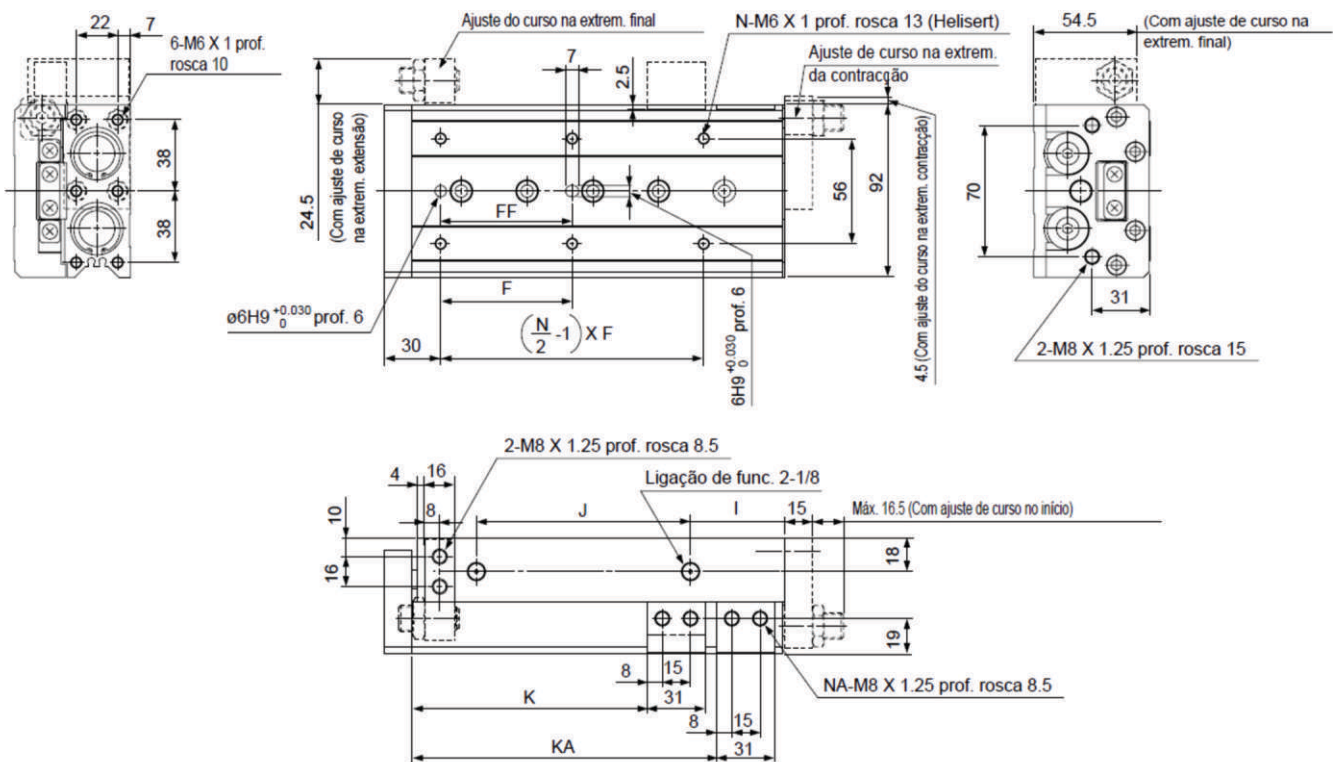 22
7
6-M6 X 1 prof.
rosca 10
38
38
Ajuste do curso na extrem. final
7
2.5
N-M6 X 1 prof. rosca 13 (Helisert)
Ajuste de curso na extrem.
da contracção
24.5
(Com ajuste de curso
na extrem. extensão)
FF
56
92
F
ø6H9 +0.030 0 prof. 6
30
(N/2 -1) X F
6H9 +0.030 0 prof. 6
4.5 (Com ajuste do curso na extrem. contracção)
54.5
(Com ajuste de curso na
extrem. final)
70
31
2-M8 X 1.25 prof. rosca 15
2-M8 X 1.25 prof. rosca 8.5
4
16
8
Ligação de func. 2-1/8
10
16
J
I
15
Máx. 16.5 (Com ajuste de curso no início)
18
19
8
15
K
31
NA-M8 X 1.25 prof. rosca 8.5
8
15
KA
31